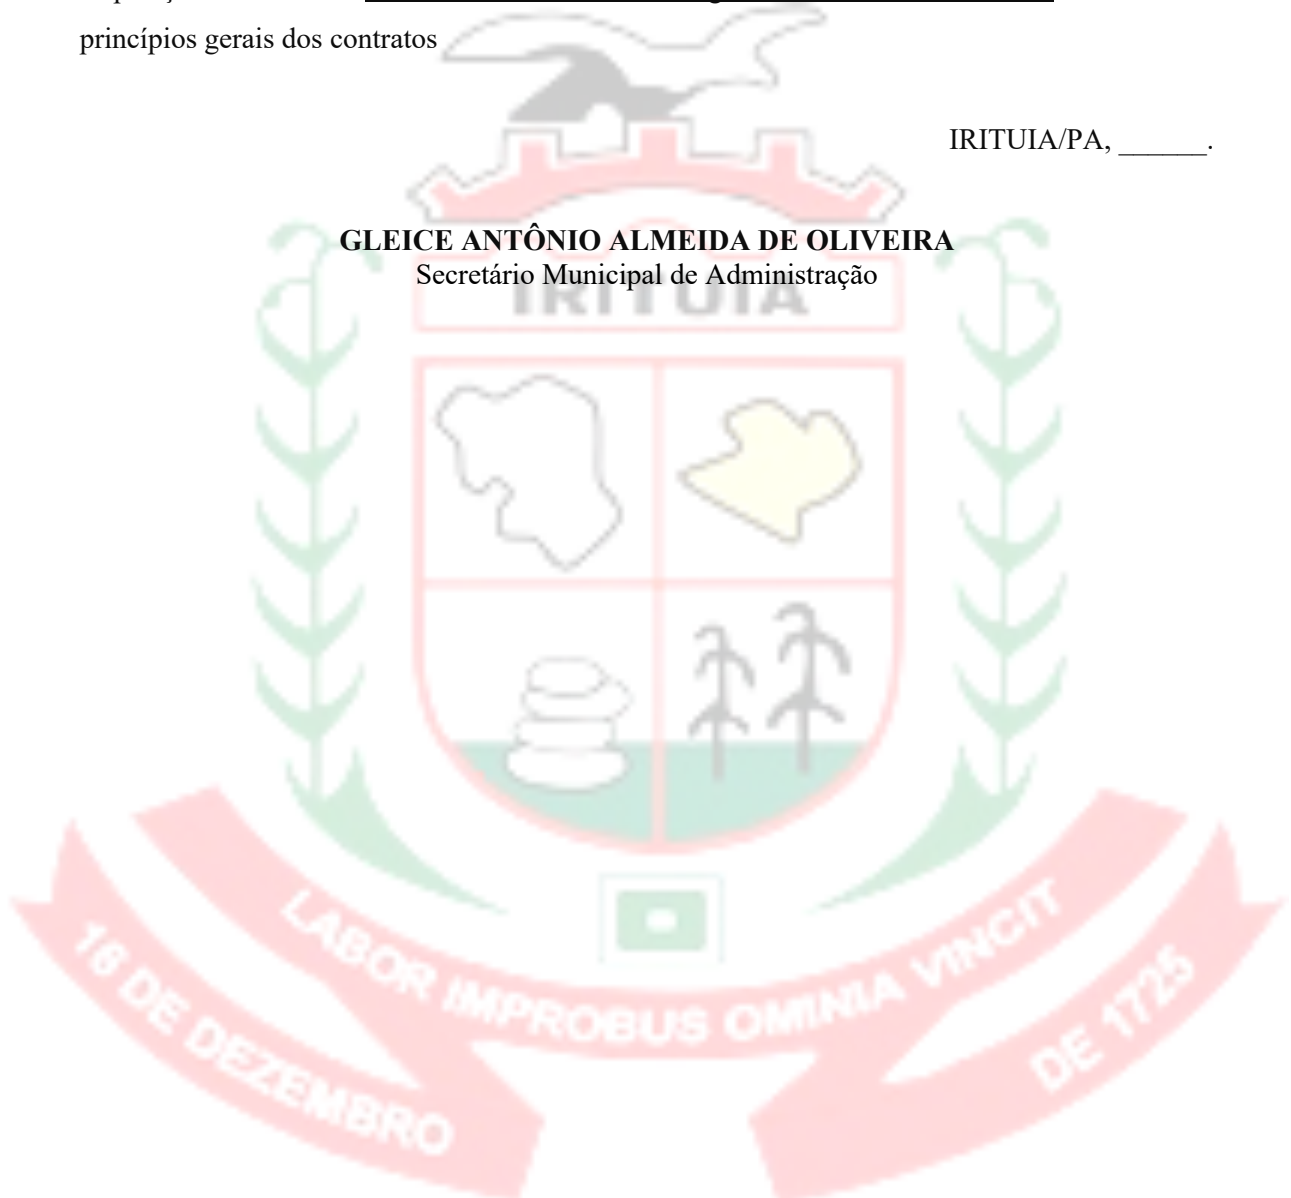 princípios gerais dos contratos
IRITUIA/PA, ______.
GLEICE ANTÔNIO ALMEIDA DE OLIVEIRA
Secretário Municipal de Administração
IRITUIA
LABOR IMPROBUS OMINIA VINCIT
16 DE DEZEMBRO
DE 1725